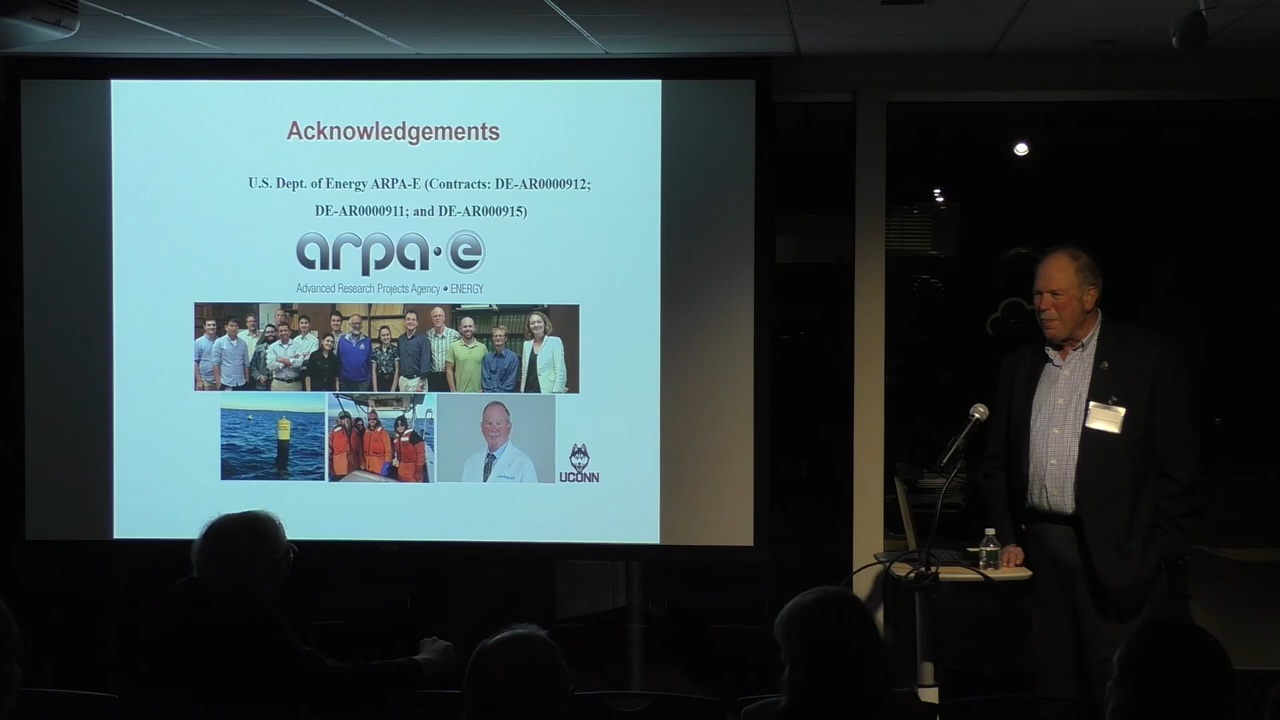 Acknowledgements
U.S. Dept. of Energy ARPA-E (Contracts: DE-AR0000912;
DE-AR0000911; and DE-AR000915)
arpa·e
Advanced Research Projects Agency • ENERGY
UCONN